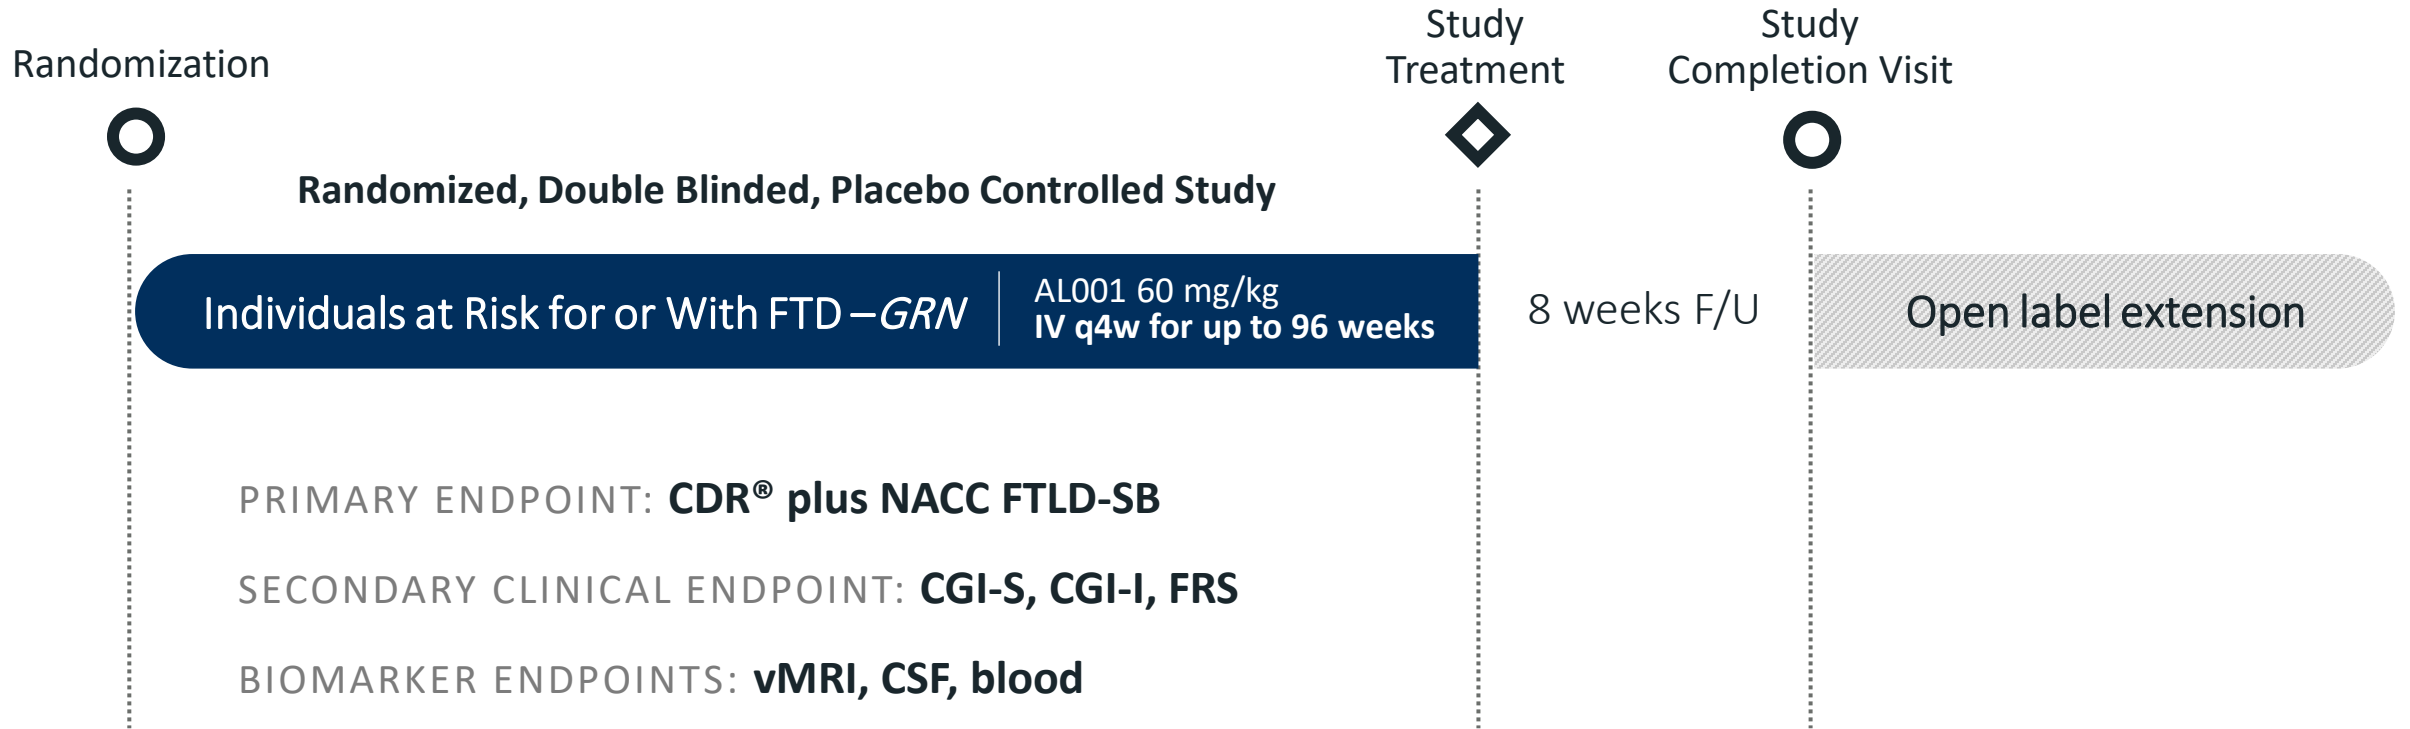 Randomization
Study
Treatment
Study
Completion Visit
Randomized, Double Blinded, Placebo Controlled Study
Individuals at Risk for or With FTD –GRN
AL001 60 mg/kg
IV q4w for up to 96 weeks
8 weeks F/U
Open label extension
PRIMARY ENDPOINT: CDR® plus NACC FTLD-SB
SECONDARY CLINICAL ENDPOINT: CGI-S, CGI-I, FRS
BIOMARKER ENDPOINTS: vMRI, CSF, blood